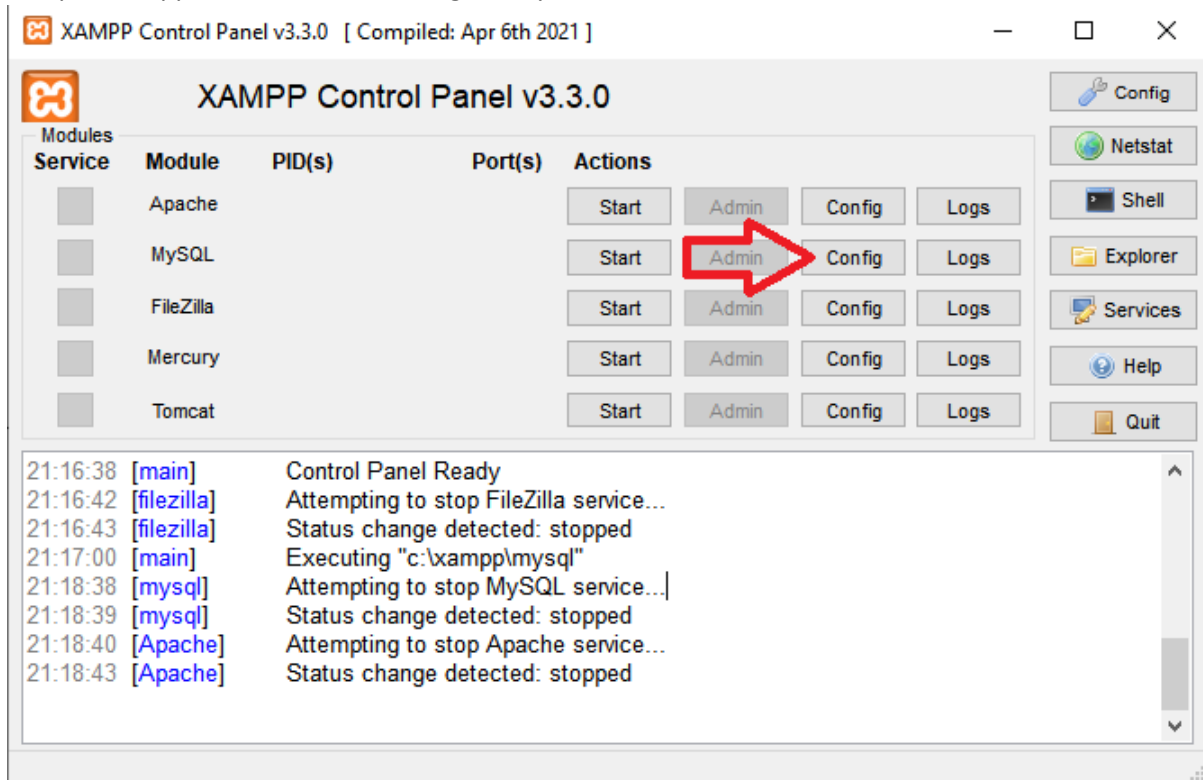 XAMPP Control Panel v3.3.0 [ Compiled: Apr 6th 2021 ]
XAMPP Control Panel v3.3.0
Config
Modules
Service Module PID(s) Port(s) Actions
Netstat
Apache Start Admin Config Logs
Shell
MySQL Start Admin Config Logs
Explorer
FileZilla Start Admin Config Logs
Services
Mercury Start Admin Config Logs
Help
Tomcat Start Admin Config Logs
Quit
21:16:38 [main] Control Panel Ready
21:16:42 [filezilla] Attempting to stop FileZilla service...
21:16:43 [filezilla] Status change detected: stopped
21:17:00 [main] Executing "c:\xampp\mysql"
21:18:38 [mysql] Attempting to stop MySQL service...
21:18:39 [mysql] Status change detected: stopped
21:18:40 [Apache] Attempting to stop Apache service...
21:18:43 [Apache] Status change detected: stopped